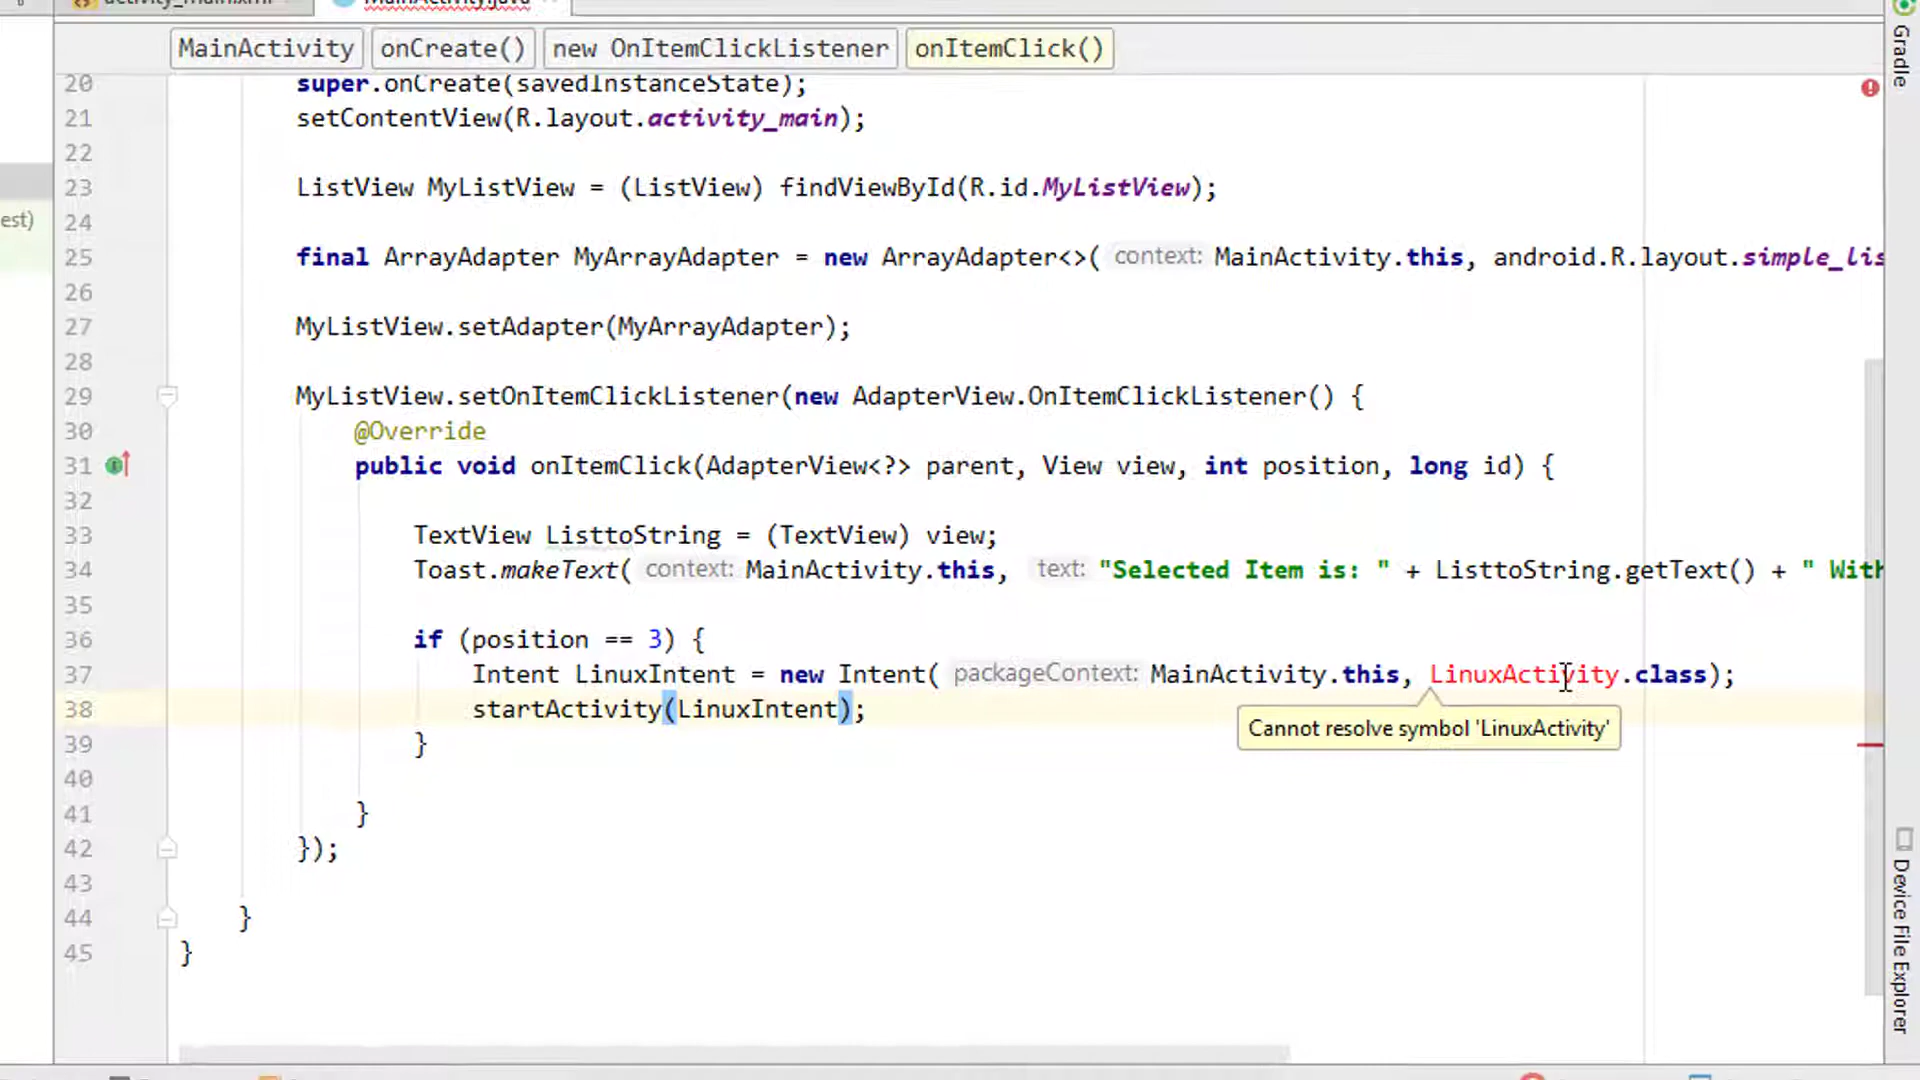 activity_main.xml
MainActivity.java
MainActivity
onCreate()
new OnItemClickListener
onItemClick()
Gradle
est)
20 super.onCreate(savedInstanceState);
21 setContentView(R.layout.activity_main);
22
23 ListView MyListView = (ListView) findViewById(R.id.MyListView);
24
25 final ArrayAdapter MyArrayAdapter = new ArrayAdapter<>( context: MainActivity.this, android.R.layout.simple_lis
26
27 MyListView.setAdapter(MyArrayAdapter);
28
29 MyListView.setOnItemClickListener(new AdapterView.OnItemClickListener() {
30 @Override
31 public void onItemClick(AdapterView<?> parent, View view, int position, long id) {
32
33 TextView ListtoString = (TextView) view;
34 Toast.makeText( context: MainActivity.this, text: "Selected Item is: " + ListtoString.getText() + " With
35
36 if (position == 3) {
37 Intent LinuxIntent = new Intent( packageContext: MainActivity.this, LinuxActivity.class);
38 startActivity(LinuxIntent);
Cannot resolve symbol 'LinuxActivity'
39 }
40
41 }
42 });
43
44 }
45 }
Device File Explorer